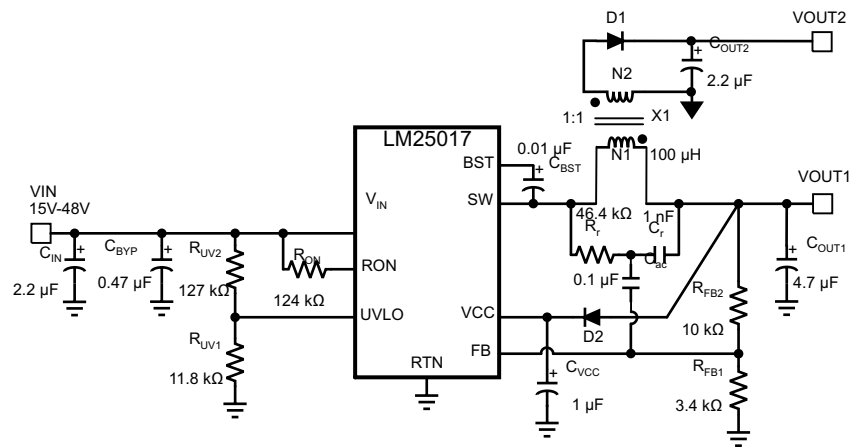 D1
VOUT2
+
C_OUT2
N2
2.2 µF
1:1
X1
LM25017
0.01 µF
+
N1
100 µH
BST
C_BST
VOUT1
VIN
15V-48V
V_IN
SW
46.4 kΩ
1 nF
R_r
C_r
C_IN
+
C_BYP
+
R_UV2
R_ON
RON
C_ac
+
C_OUT1
2.2 µF
0.47 µF
127 kΩ
124 kΩ
0.1 µF
4.7 µF
R_FB2
UVLO
VCC
10 kΩ
D2
FB
R_UV1
RTN
+
C_VCC
R_FB1
11.8 kΩ
1 µF
3.4 kΩ